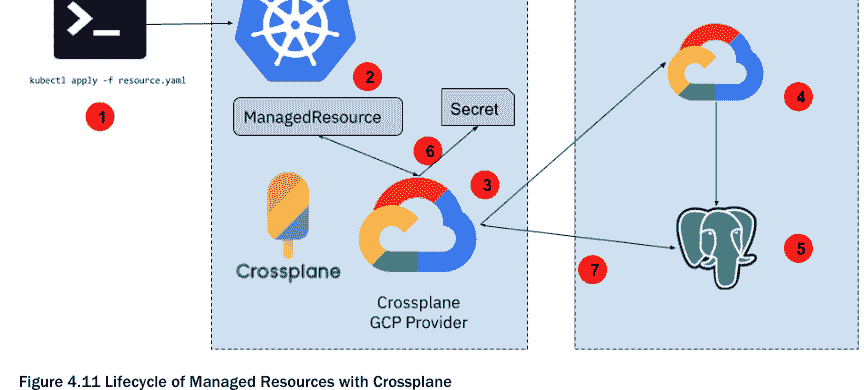 kubectl apply -f resource.yaml
1
2
ManagedResource
Secret
6
3
4
5
7
Crossplane
Crossplane
GCP Provider
Figure 4.11 Lifecycle of Managed Resources with Crossplane